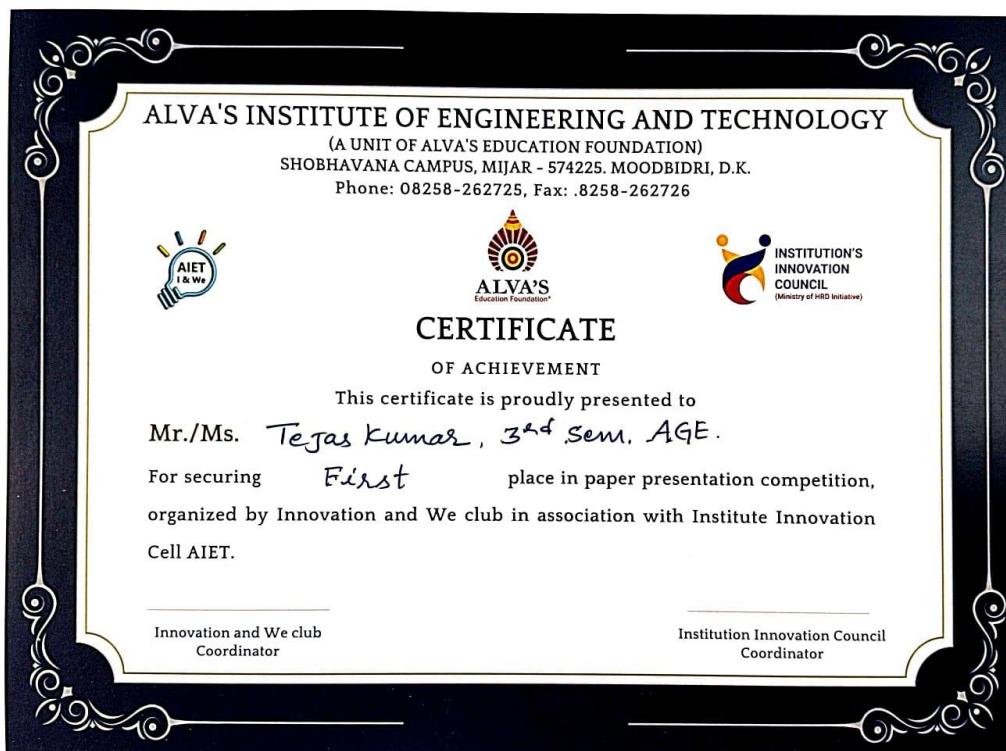 ALVA'S INSTITUTE OF ENGINEERING AND TECHNOLOGY
(A UNIT OF ALVA'S EDUCATION FOUNDATION)
SHOBHAVANA CAMPUS, MIJAR - 574225. MOODBIDRI, D.K.
Phone: 08258-262725, Fax: .8258-262726
AIET
I & We
ALVA'S
Education Foundation®
INSTITUTION'S
INNOVATION
COUNCIL
(Ministry of HRD Initiative)
CERTIFICATE
OF ACHIEVEMENT
This certificate is proudly presented to
Mr./Ms. Tejas Kumar, 3rd Sem, AGE.
For securing First place in paper presentation competition,
organized by Innovation and We club in association with Institute Innovation
Cell AIET.
Innovation and We club
Coordinator
Institution Innovation Council
Coordinator